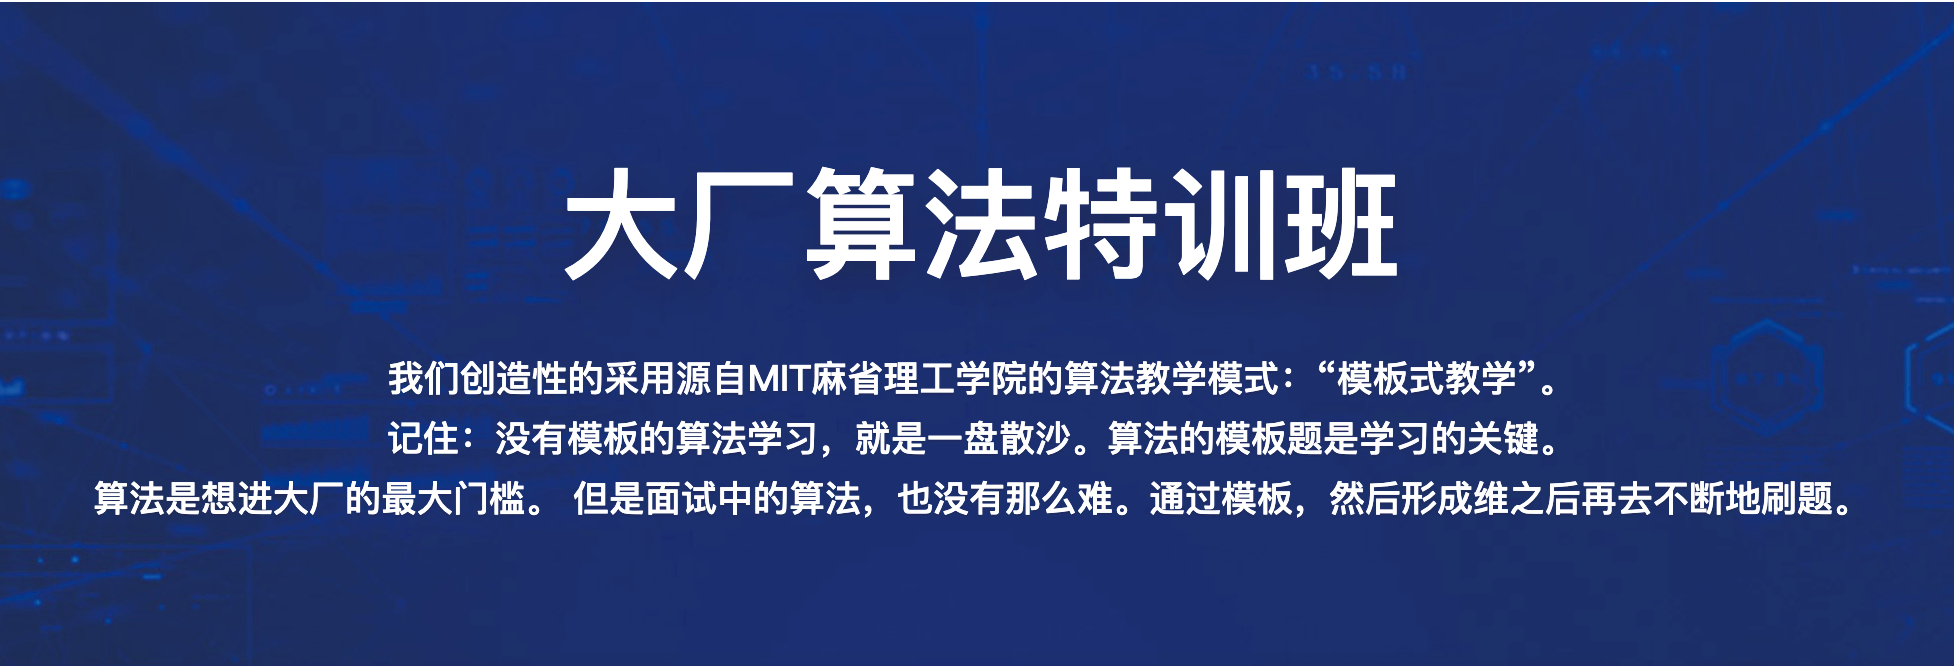 35.58
大厂算法特训班
我们创造性的采用源自MIT麻省理工学院的算法教学模式：“模板式教学”。
记住：没有模板的算法学习，就是一盘散沙。算法的模板题是学习的关键。
算法是想进大厂的最大门槛。 但是面试中的算法，也没有那么难。通过模板，然后形成维之后再去不断地刷题。